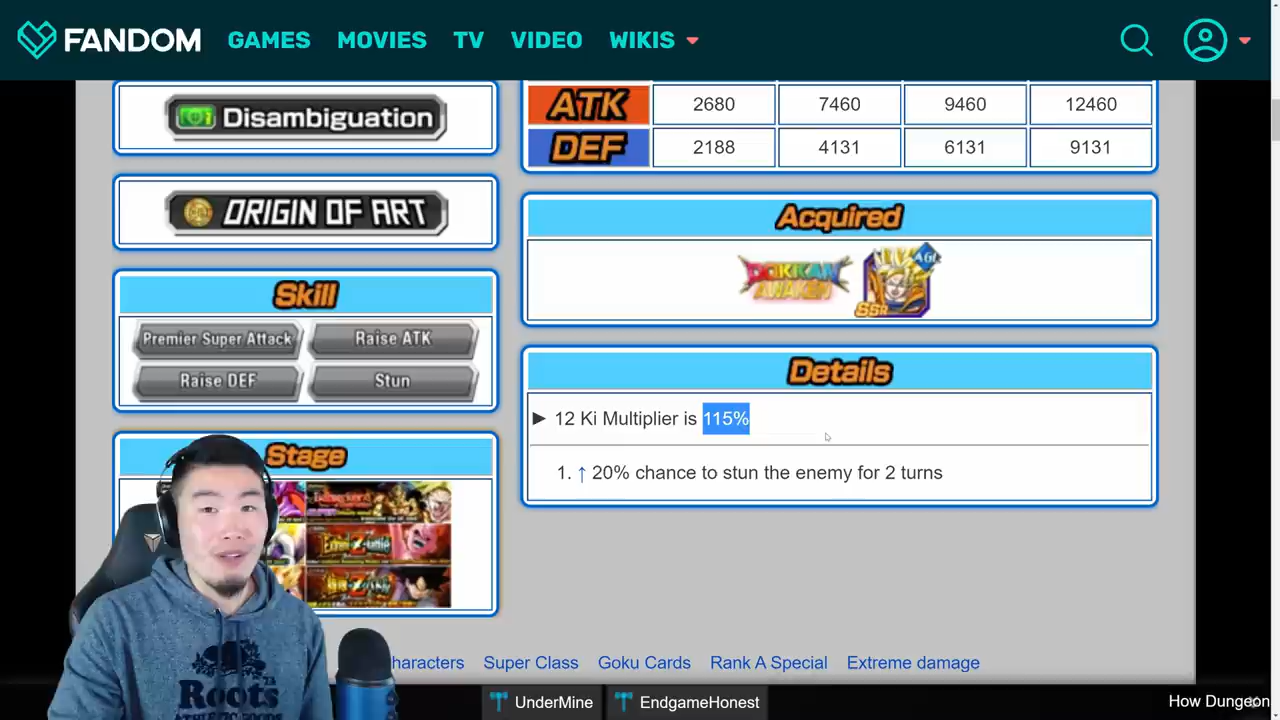 FANDOM GAMES MOVIES TV VIDEO WIKIS
Disambiguation
ORIGIN OF ART
Skill
Premier Super Attack Raise ATK
Raise DEF Stun
Stage
ATK 2680 7460 9460 12460
DEF 2188 4131 6131 9131
Acquired
DOKKAN AWAKEN AGL SSR
Details
► 12 Ki Multiplier is 115%
1. ↑ 20% chance to stun the enemy for 2 turns
haracters Super Class Goku Cards Rank A Special Extreme damage
Roots
UnderMine EndgameHonest How Dungeon